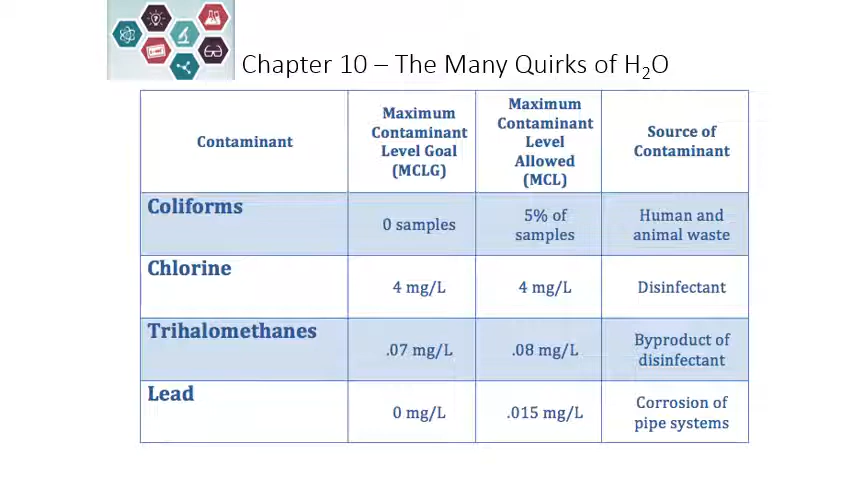 Chapter 10 – The Many Quirks of H₂O
Contaminant
Maximum
Contaminant
Level Goal
(MCLG)
Maximum
Contaminant
Level
Allowed
(MCL)
Source of
Contaminant
Coliforms
0 samples
5% of
samples
Human and
animal waste
Chlorine
4 mg/L
4 mg/L
Disinfectant
Trihalomethanes
.07 mg/L
.08 mg/L
Byproduct of
disinfectant
Lead
0 mg/L
.015 mg/L
Corrosion of
pipe systems